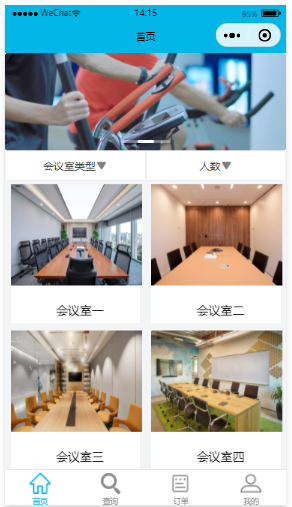 WeChat 14:15 95%
首页
会议室类型▼ 人数▼
会议室一 会议室二
会议室三 会议室四
首页 查询 订单 我的